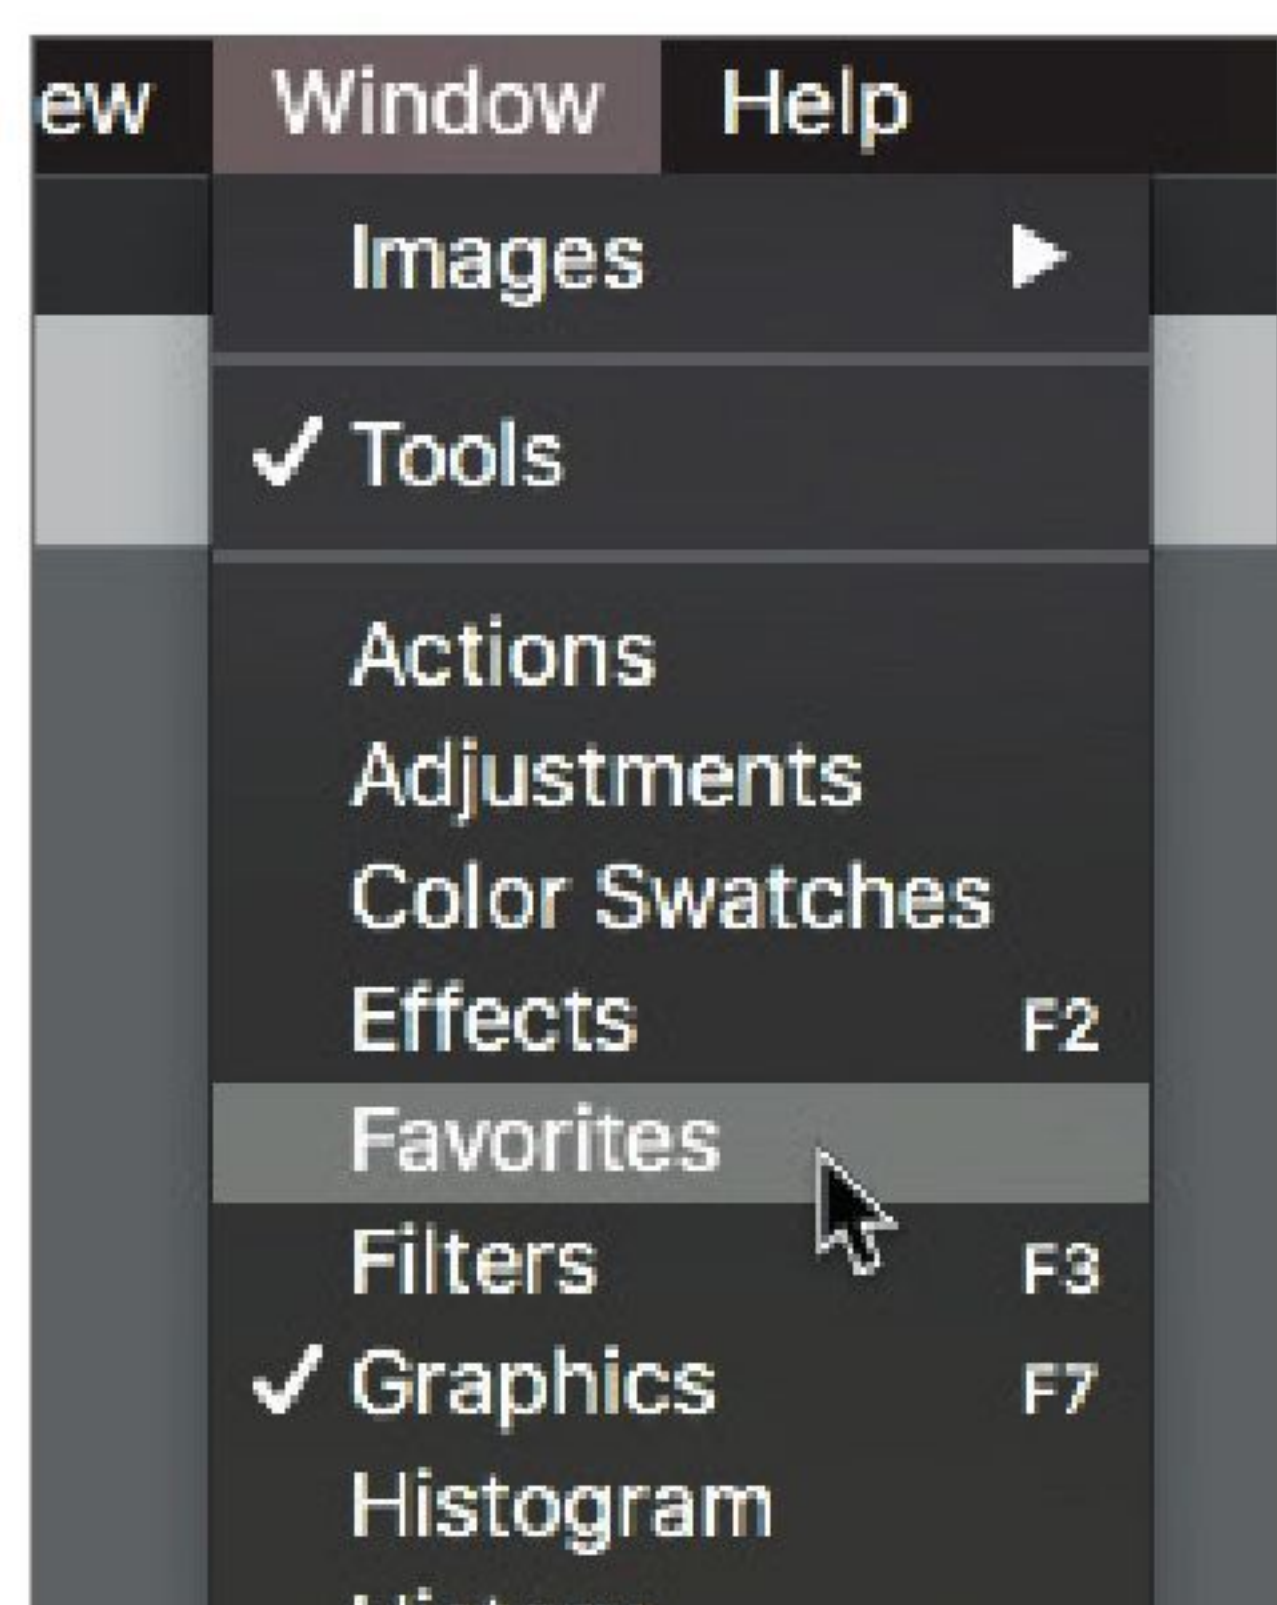 ew Window Help
Images
Tools
Actions
Adjustments
Color Swatches
Effects F2
Favorites
Filters F3
Graphics F7
Histogram